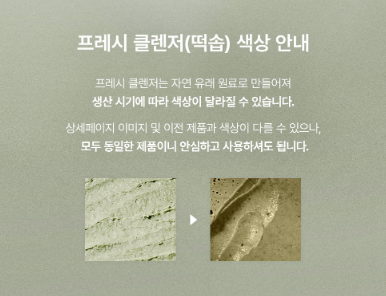 프레시 클렌저(떡솝) 색상 안내
프레시 클렌저는 자연 유래 원료로 만들어져
생산 시기에 따라 색상이 달라질 수 있습니다.
상세페이지 이미지 및 이전 제품과 색상이 다를 수 있으나,
모두 동일한 제품이니 안심하고 사용하셔도 됩니다.